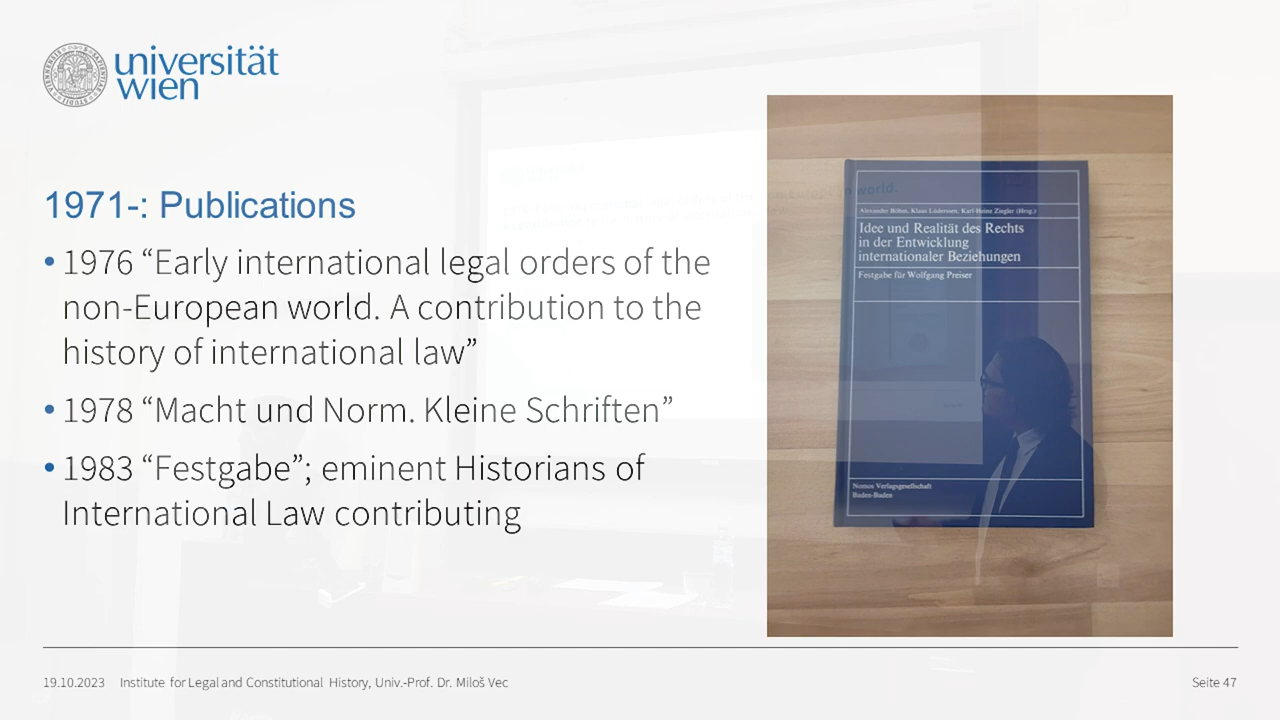 universität
wien
1971-: Publications
• 1976 “Early international legal orders of the
non-European world. A contribution to the
history of international law”
• 1978 “Macht und Norm. Kleine Schriften”
• 1983 “Festgabe”; eminent Historians of
International Law contributing
Alexander Böhm, Klaus Lüderssen, Karl-Heinz Ziegler (Hrsg.)
Idee und Realität des Rechts
in der Entwicklung
internationaler Beziehungen
Festgabe für Wolfgang Preiser
Nomos Verlagsgesellschaft
Baden-Baden
19.10.2023 Institute for Legal and Constitutional History, Univ.-Prof. Dr. Miloš Vec
Seite 47